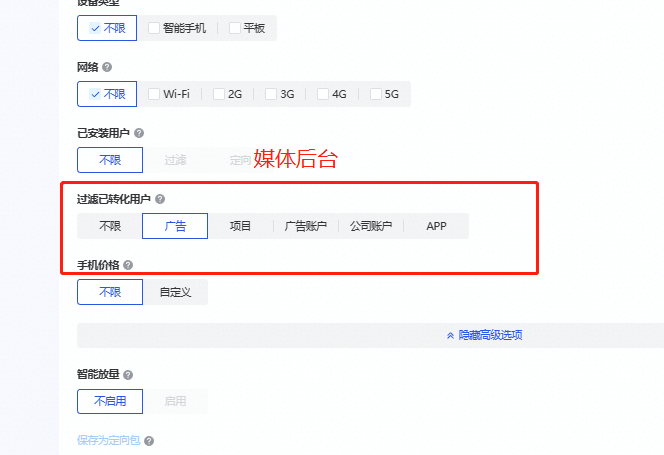 设备类型
不限 智能手机 平板
网络
不限 Wi-Fi 2G 3G 4G 5G
已安装用户
不限 过滤 定向 媒体后台
过滤已转化用户
不限 广告 项目 广告账户 公司账户 APP
手机价格
不限 自定义
隐藏高级选项
智能放量
不启用 启用
保存为定向包